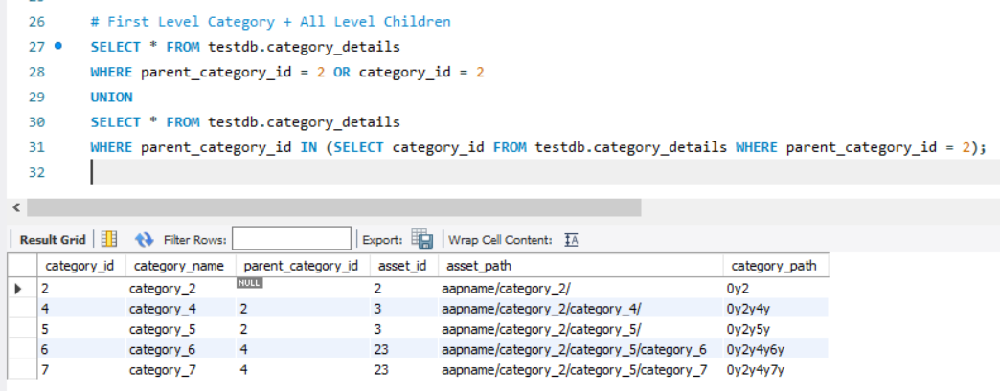 26 # First Level Category + All Level Children
27 SELECT * FROM testdb.category_details
28 WHERE parent_category_id = 2 OR category_id = 2
29 UNION
30 SELECT * FROM testdb.category_details
31 WHERE parent_category_id IN (SELECT category_id FROM testdb.category_details WHERE parent_category_id = 2);
32
Result Grid Filter Rows: Export: Wrap Cell Content:
category_id category_name parent_category_id asset_id asset_path category_path
2 category_2 NULL 2 aapname/category_2/ 0y2
4 category_4 2 3 aapname/category_2/category_4/ 0y2y4y
5 category_5 2 3 aapname/category_2/category_5/ 0y2y5y
6 category_6 4 23 aapname/category_2/category_5/category_6 0y2y4y6y
7 category_7 4 23 aapname/category_2/category_5/category_7 0y2y4y7y